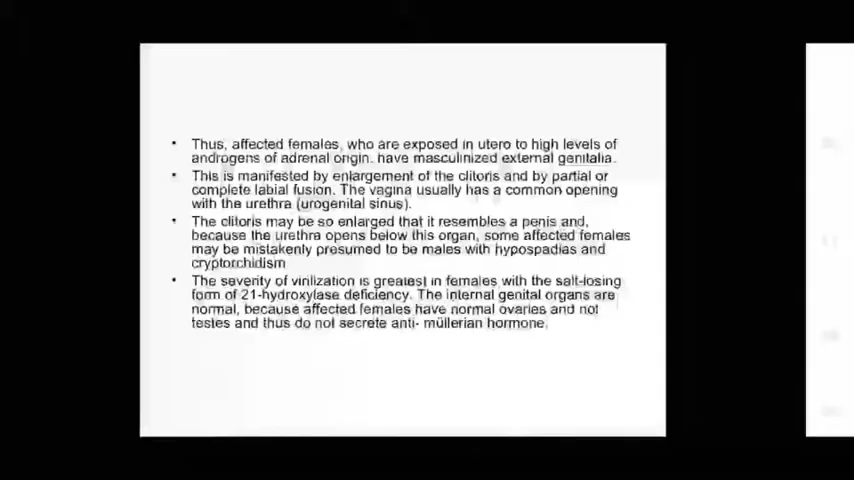 • Thus, affected females, who are exposed in utero to high levels of
androgens of adrenal origin, have masculinized external genitalia.
• This is manifested by enlargement of the clitoris and by partial or
complete labial fusion. The vagina usually has a common opening
with the urethra (urogenital sinus).
• The clitoris may be so enlarged that it resembles a penis and,
because the urethra opens below this organ, some affected females
may be mistakenly presumed to be males with hypospadias and
cryptorchidism
• The severity of virilization is greatest in females with the salt-losing
form of 21-hydroxylase deficiency. The internal genital organs are
normal, because affected females have normal ovaries and not
testes and thus do not secrete anti- müllerian hormone.